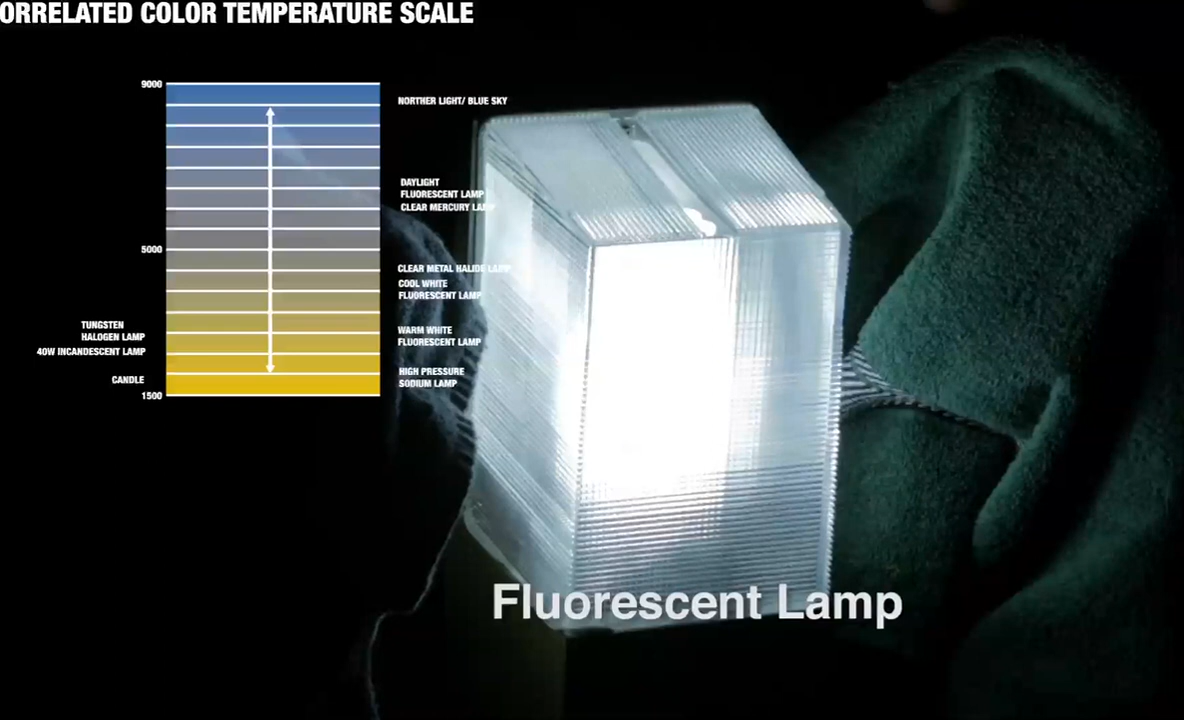 ORRELATED COLOR TEMPERATURE SCALE
9000
NORTHER LIGHT/ BLUE SKY
DAYLIGHT
FLUORESCENT LAMP
CLEAR MERCURY LAMP
5000
CLEAR METAL HALIDE LAMP
COOL WHITE
FLUORESCENT LAMP
TUNGSTEN
HALOGEN LAMP
WARM WHITE
FLUORESCENT LAMP
40W INCANDESCENT LAMP
HIGH PRESSURE
SODIUM LAMP
CANDLE
1500
Fluorescent Lamp